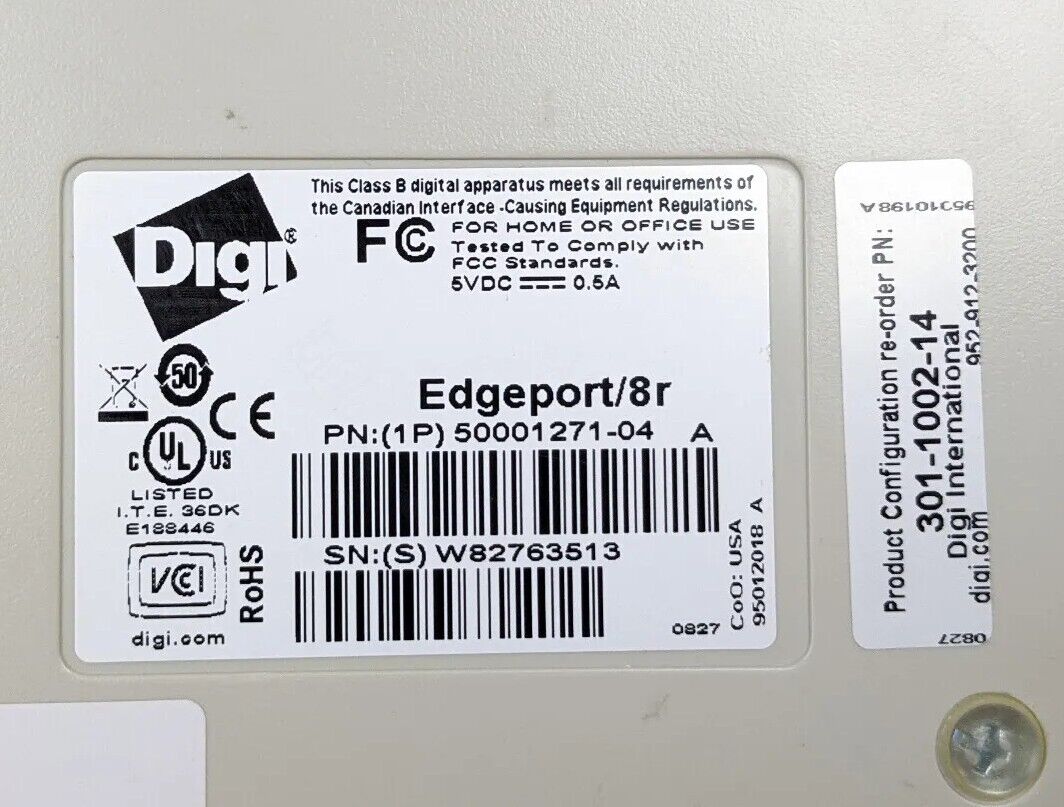 Digi®
This Class B digital apparatus meets all requirements of
the Canadian Interface -Causing Equipment Regulations.
FC
FOR HOME OR OFFICE USE
Tested To Comply with
FCC Standards.
5VDC 0.5A
50
CE
C UL US
LISTED
I.T.E. 36DK
E188446
VCCI
RoHS
digi.com
Edgeport/8r
PN:(1P) 50001271-04 A
SN:(S) W82763513
0827
CoO: USA
95012018 A
95010198 A
Product Configuration re-order PN:
301-1002-14
Digi International
952-912-3200
digi.com
0827